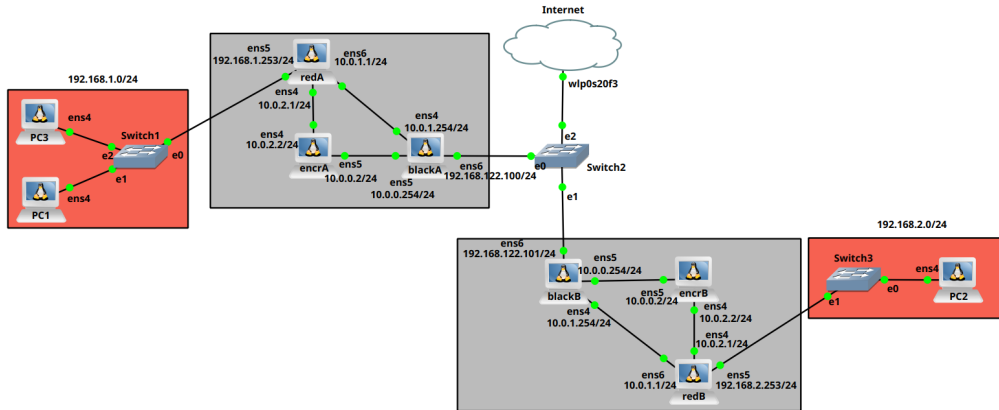 Internet
wlp0s20f3
e2
Switch2
e0
e1
192.168.1.0/24
ens4
PC3
Switch1
e2
e0
e1
PC1
ens4
ens5
192.168.1.253/24
ens6
10.0.1.1/24
redA
ens4
10.0.2.1/24
ens4
10.0.1.254/24
ens4
10.0.2.2/24
encrA
ens5
10.0.0.2/24
blackA
ens5
10.0.0.254/24
ens6
192.168.122.100/24
ens6
192.168.122.101/24
ens5
10.0.0.254/24
blackB
ens4
10.0.1.254/24
ens5
10.0.0.2/24
encrB
ens4
10.0.2.2/24
ens4
10.0.2.1/24
ens6
10.0.1.1/24
ens5
192.168.2.253/24
redB
192.168.2.0/24
Switch3
ens4
e0
e1
PC2